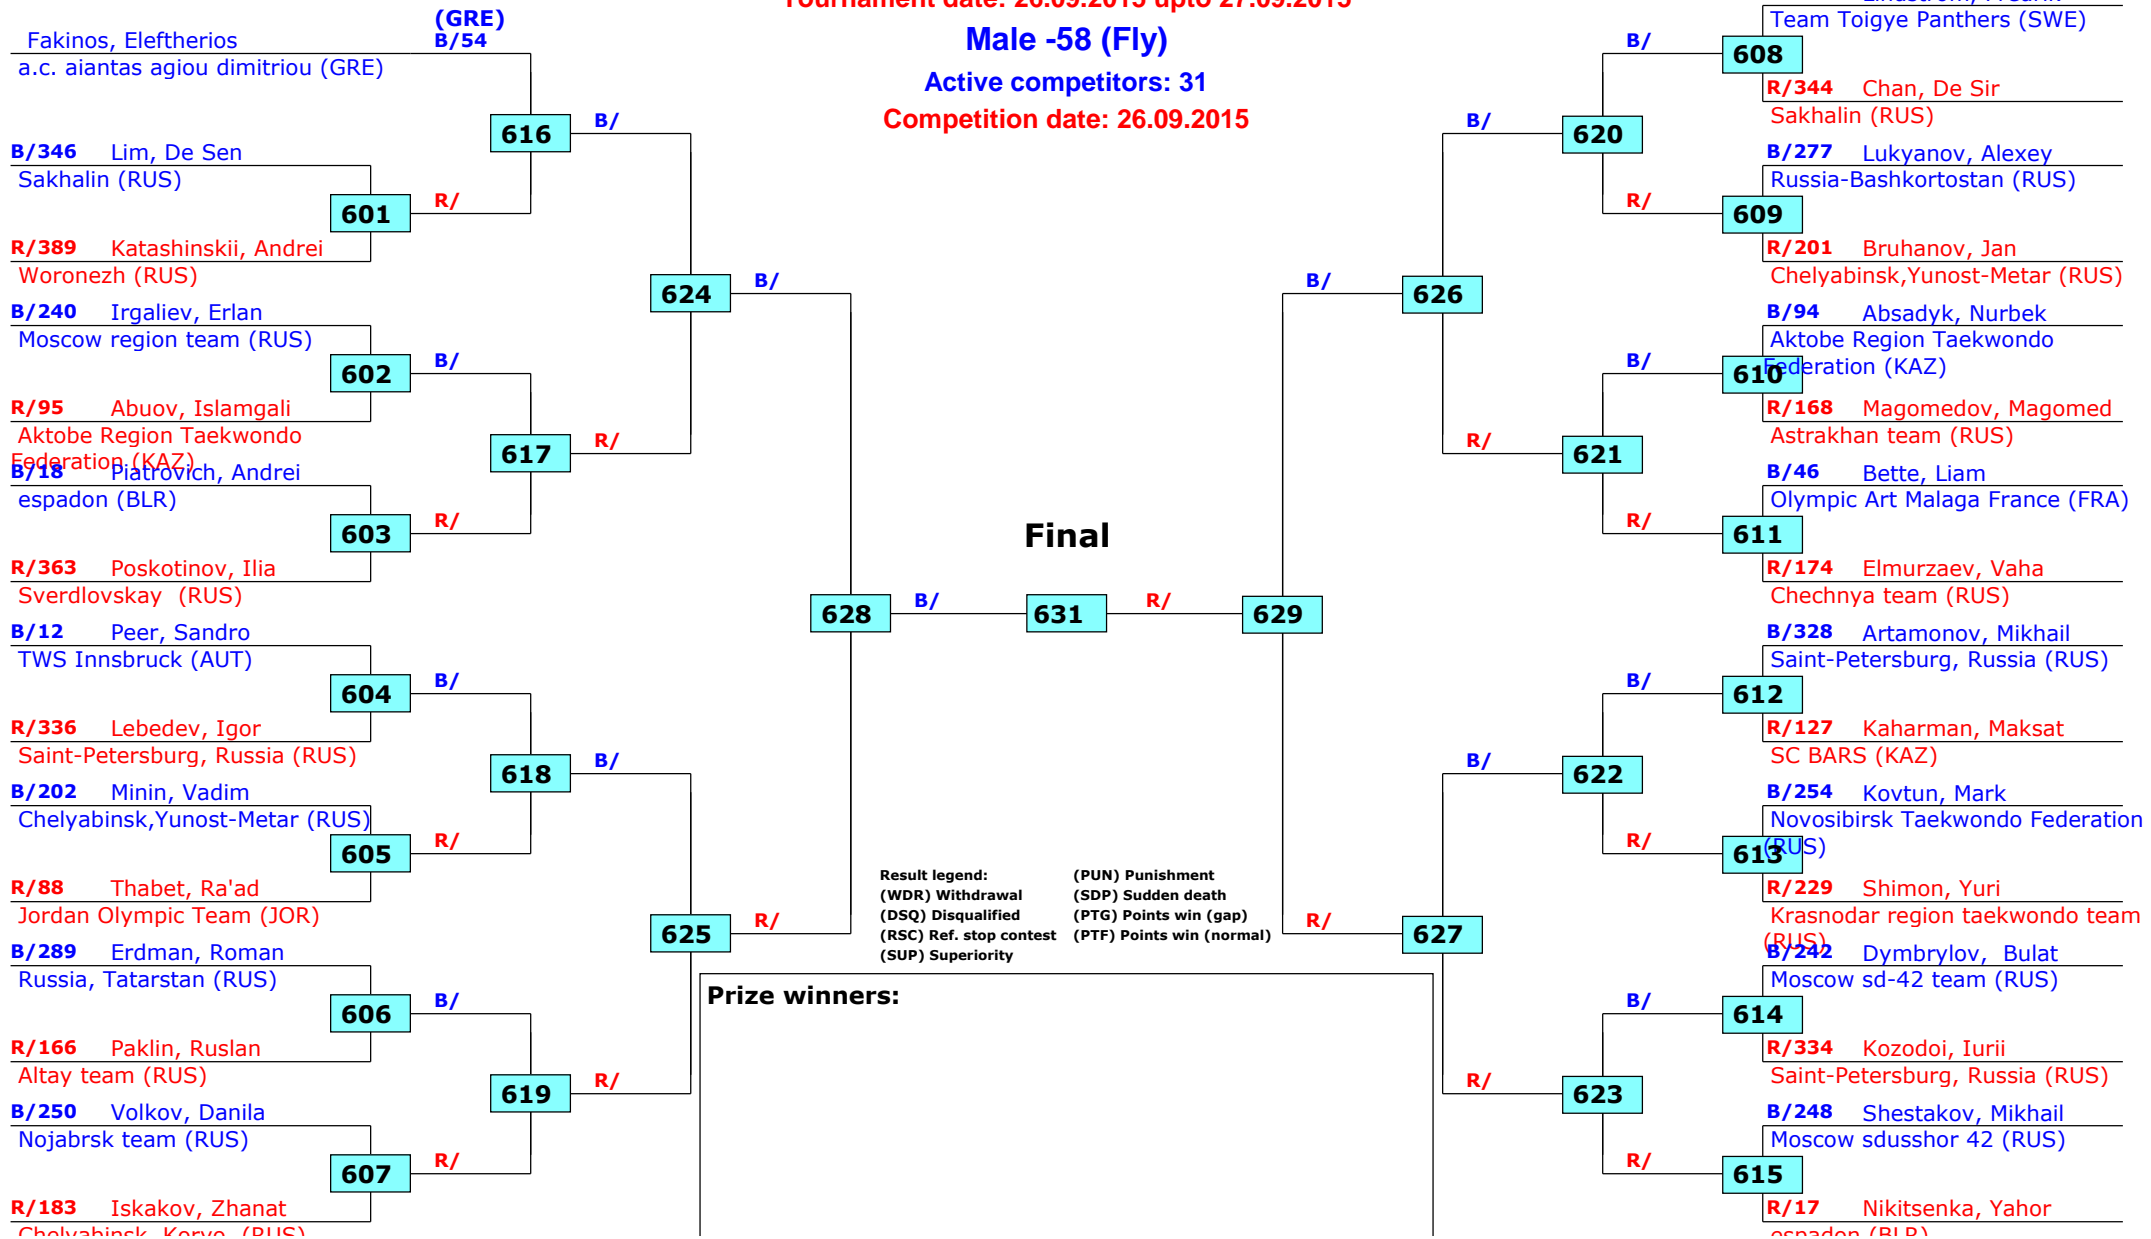 Tournament date: 26.09.2015 upto 27.09.2015
Male -58 (Fly)
Active competitors: 31
Competition date: 26.09.2015
(GRE)
Fakinos, Eleftherios B/54
a.c. aiantas agiou dimitriou (GRE)
616 B/
B/346 Lim, De Sen
Sakhalin (RUS)
601 R/
R/389 Katashinskii, Andrei
Woronezh (RUS)
624 B/
B/240 Irgaliev, Erlan
Moscow region team (RUS)
602 B/
R/95 Abuov, Islamgali
Aktobe Region Taekwondo
Federation (KAZ)
617 R/
B/18 Piatrovich, Andrei
espadon (BLR)
603 R/
R/363 Poskotinov, Ilia
Sverdlovskay (RUS)
628 B/
B/12 Peer, Sandro
TWS Innsbruck (AUT)
604 B/
R/336 Lebedev, Igor
Saint-Petersburg, Russia (RUS)
618 B/
B/202 Minin, Vadim
Chelyabinsk,Yunost-Metar (RUS)
605 R/
R/88 Thabet, Ra'ad
Jordan Olympic Team (JOR)
625 R/
B/289 Erdman, Roman
Russia, Tatarstan (RUS)
606 B/
R/166 Paklin, Ruslan
Altay team (RUS)
619 R/
B/250 Volkov, Danila
Nojabrsk team (RUS)
607 R/
R/183 Iskakov, Zhanat
Chelyabinsk, Koryo (RUS)
Final
631
R/ 629
Result legend:
(WDR) Withdrawal
(DSQ) Disqualified
(RSC) Ref. stop contest
(SUP) Superiority
(PUN) Punishment
(SDP) Sudden death
(PTG) Points win (gap)
(PTF) Points win (normal)
Prize winners:
Team Toigye Panthers (SWE)
B/ 608
R/344 Chan, De Sir
Sakhalin (RUS)
B/ 620
B/277 Lukyanov, Alexey
Russia-Bashkortostan (RUS)
R/ 609
R/201 Bruhanov, Jan
Chelyabinsk,Yunost-Metar (RUS)
B/ 626
B/94 Absadyk, Nurbek
Aktobe Region Taekwondo
Federation (KAZ)
B/ 610
R/168 Magomedov, Magomed
Astrakhan team (RUS)
R/ 621
B/46 Bette, Liam
Olympic Art Malaga France (FRA)
R/ 611
R/174 Elmurzaev, Vaha
Chechnya team (RUS)
B/328 Artamonov, Mikhail
Saint-Petersburg, Russia (RUS)
B/ 612
R/127 Kaharman, Maksat
SC BARS (KAZ)
B/ 622
B/254 Kovtun, Mark
Novosibirsk Taekwondo Federation
(RUS)
R/ 613
R/229 Shimon, Yuri
Krasnodar region taekwondo team
(RUS)
R/ 627
B/242 Dymbrylov, Bulat
Moscow sd-42 team (RUS)
B/ 614
R/334 Kozodoi, Iurii
Saint-Petersburg, Russia (RUS)
R/ 623
B/248 Shestakov, Mikhail
Moscow sdusshor 42 (RUS)
R/ 615
R/17 Nikitsenka, Yahor
espadon (BLR)